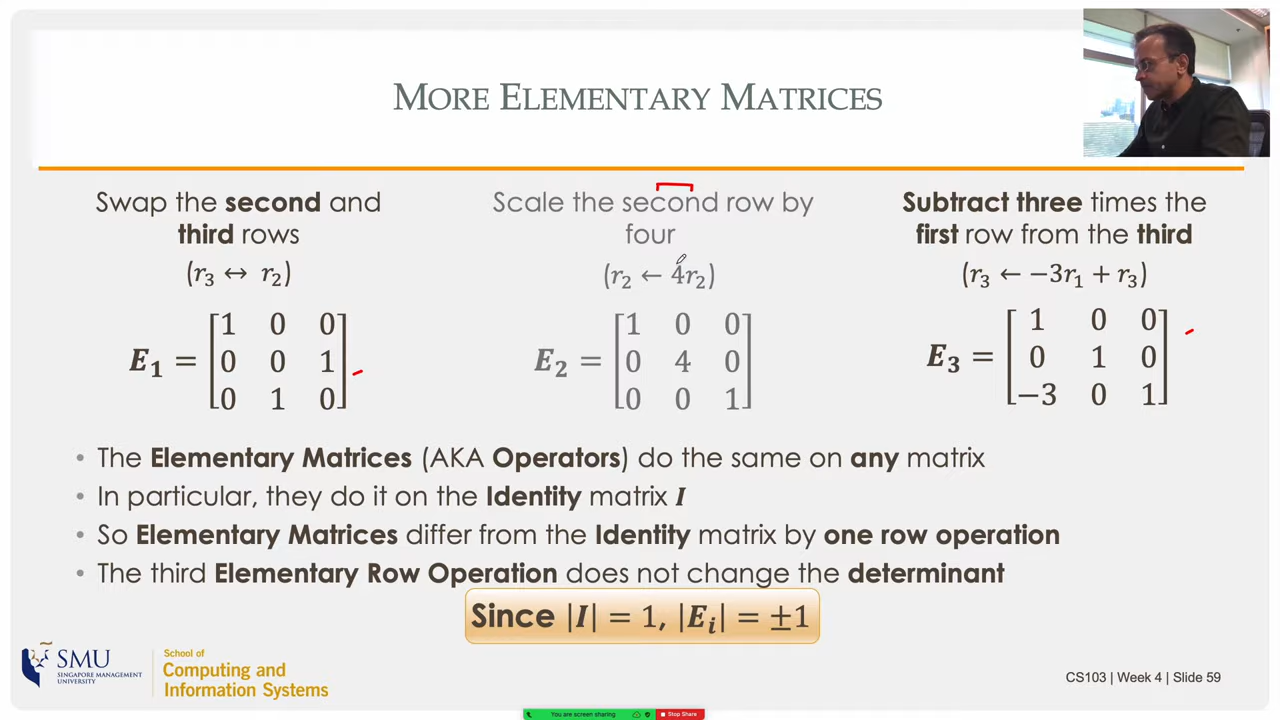 MORE ELEMENTARY MATRICES
Swap the second and
third rows
(r₃ ↔ r₂)
E₁ = [1 0 0
0 0 1
0 1 0]
Scale the second row by
four
(r₂ ← 4r₂)
E₂ = [1 0 0
0 4 0
0 0 1]
Subtract three times the
first row from the third
(r₃ ← −3r₁ + r₃)
E₃ = [1 0 0
0 1 0
−3 0 1]
• The Elementary Matrices (AKA Operators) do the same on any matrix
• In particular, they do it on the Identity matrix I
• So Elementary Matrices differ from the Identity matrix by one row operation
• The third Elementary Row Operation does not change the determinant
Since |I| = 1, |Eᵢ| = ±1
SMU
SINGAPORE MANAGEMENT
UNIVERSITY
School of
Computing and
Information Systems
CS103 | Week 4 | Slide 59
You are screen sharing
Stop Share